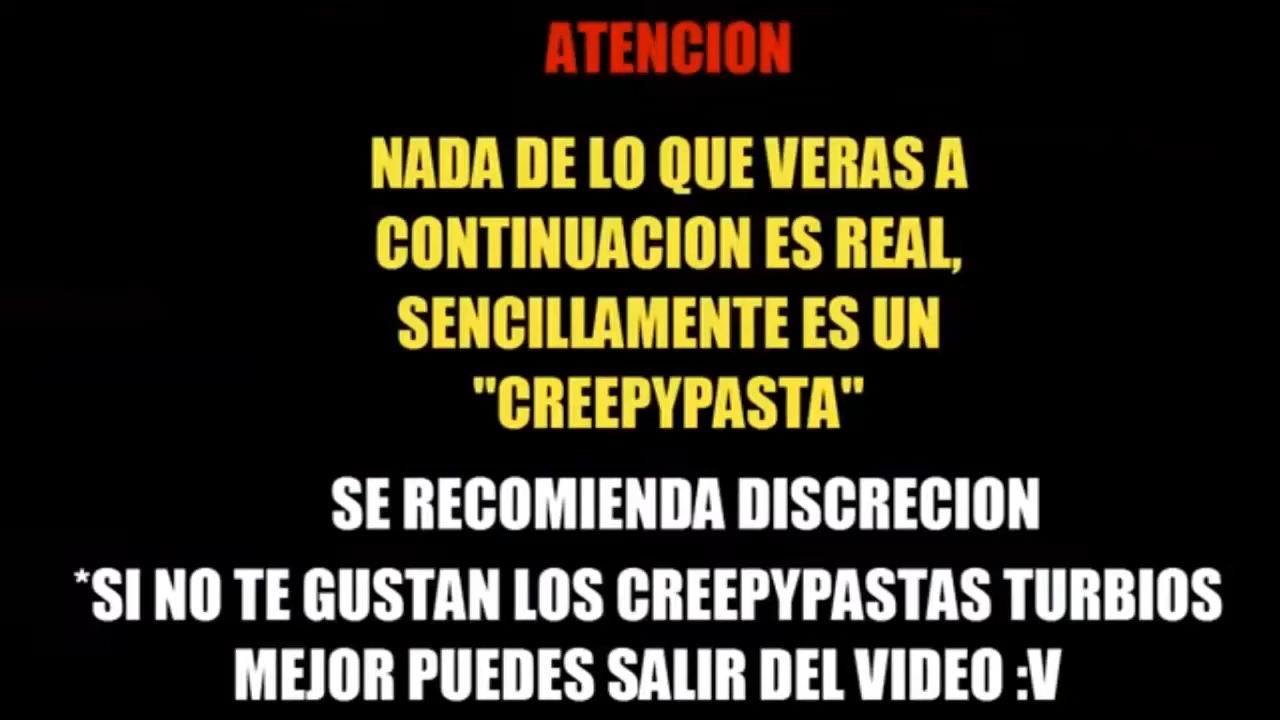 ATENCION
NADA DE LO QUE VERAS A
CONTINUACION ES REAL,
SENCILLAMENTE ES UN
"CREEPYPASTA"
SE RECOMIENDA DISCRECION
*SI NO TE GUSTAN LOS CREEPYPASTAS TURBIOS
MEJOR PUEDES SALIR DEL VIDEO :V